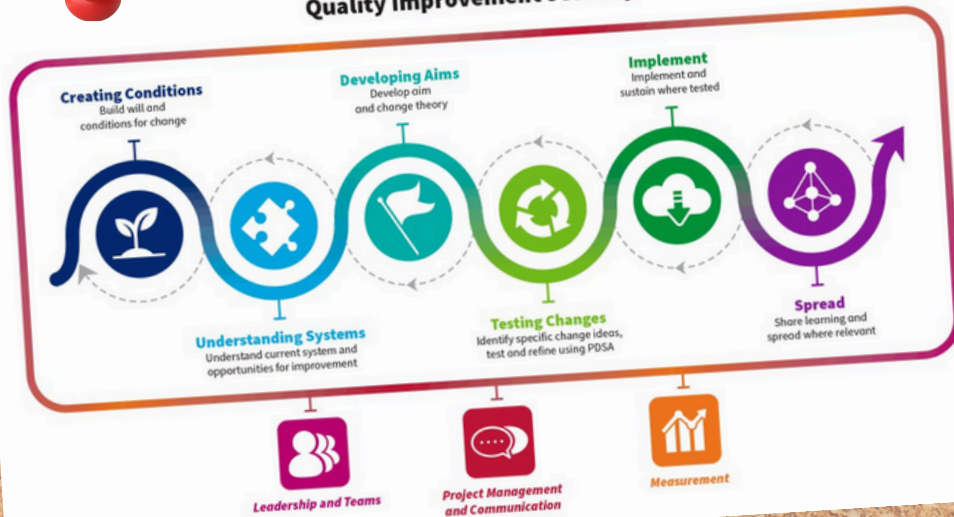 Quality Improvement
Creating Conditions
Build will and
conditions for change
Understanding Systems
Understand current system and
opportunities for improvement
Developing Aims
Develop aim
and change theory
Testing Changes
Identify specific change ideas,
test and refine using PDSA
Implement
Implement and
sustain where tested
Spread
Share learning and
spread where relevant
Leadership and Teams
Project Management
and Communication
Measurement